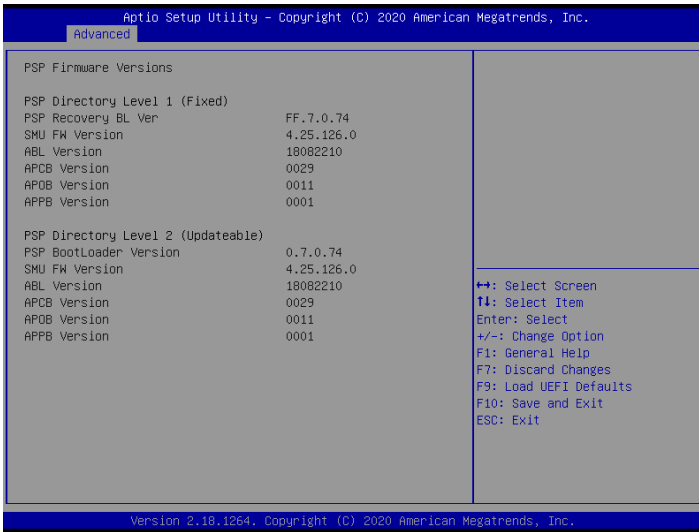 Aptio Setup Utility – Copyright (C) 2020 American Megatrends, Inc.
Advanced
PSP Firmware Versions
PSP Directory Level 1 (Fixed)
PSP Recovery BL Ver FF.7.0.74
SMU FW Version 4.25.126.0
ABL Version 18082210
APCB Version 0029
APOB Version 0011
APPB Version 0001
PSP Directory Level 2 (Updateable)
PSP BootLoader Version 0.7.0.74
SMU FW Version 4.25.126.0
ABL Version 18082210
APCB Version 0029
APOB Version 0011
APPB Version 0001
↔: Select Screen
↑↓: Select Item
Enter: Select
+/-: Change Option
F1: General Help
F7: Discard Changes
F9: Load UEFI Defaults
F10: Save and Exit
ESC: Exit
Version 2.18.1264. Copyright (C) 2020 American Megatrends, Inc.